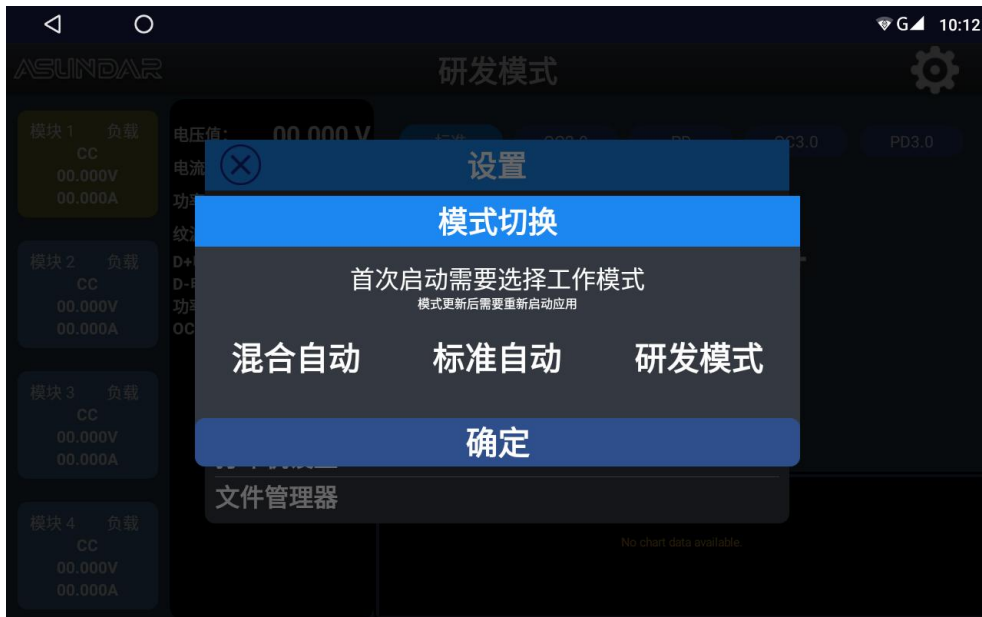 G 10:12
ASUNDAR
研发模式
模块 1 负载
CC
00.000V
00.000A
模块 2 负载
CC
00.000V
00.000A
模块 3 负载
CC
00.000V
00.000A
模块 4 负载
CC
00.000V
00.000A
电压值： 00.000 V
电流
功率
D+
D-
OC
标准
PD3.0
设置
模式切换
首次启动需要选择工作模式
模式更新后需要重新启动应用
混合自动 标准自动 研发模式
确定
文件管理器
No chart data available.